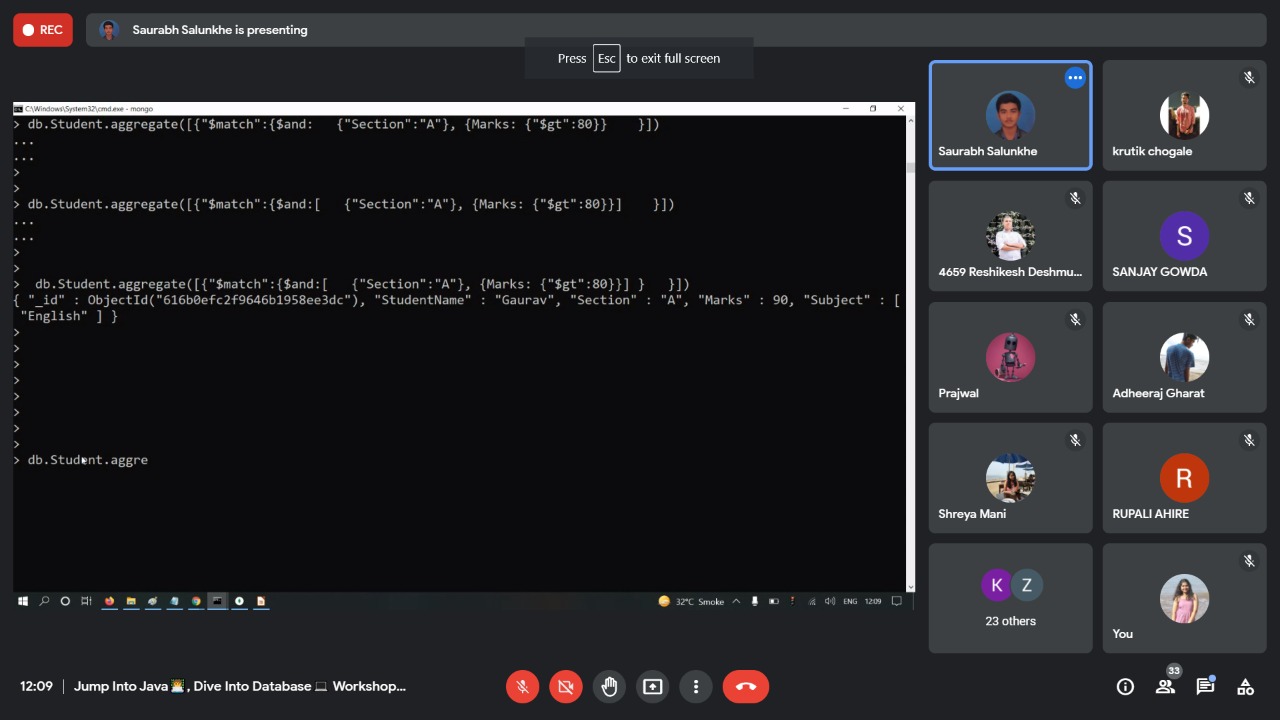 REC
Saurabh Salunkhe is presenting
Press Esc to exit full screen
C:\Windows\System32\cmd.exe - mongo
> db.Student.aggregate([{"$match":{$and:   {"Section":"A"}, {Marks: {"$gt":80}}    }])
...
...
>
>
> db.Student.aggregate([{"$match":{$and:[   {"Section":"A"}, {Marks: {"$gt":80}}]    }])
...
...
>
>
>  db.Student.aggregate([{"$match":{$and:[   {"Section":"A"}, {Marks: {"$gt":80}}] }   }])
{ "_id" : ObjectId("616b0efc2f9646b1958ee3dc"), "StudentName" : "Gaurav", "Section" : "A", "Marks" : 90, "Subject" : [
"English" ] }
>
>
>
>
>
>
>
>
> db.Student.aggre
32°C Smoke
ENG
12:09
Saurabh Salunkhe
krutik chogale
4659 Reshikesh Deshmu...
S
SANJAY GOWDA
Prajwal
Adheeraj Gharat
Shreya Mani
R
RUPALI AHIRE
K
Z
23 others
You
12:09
Jump Into Java👨‍💻, Dive Into Database💻 Workshop...
33